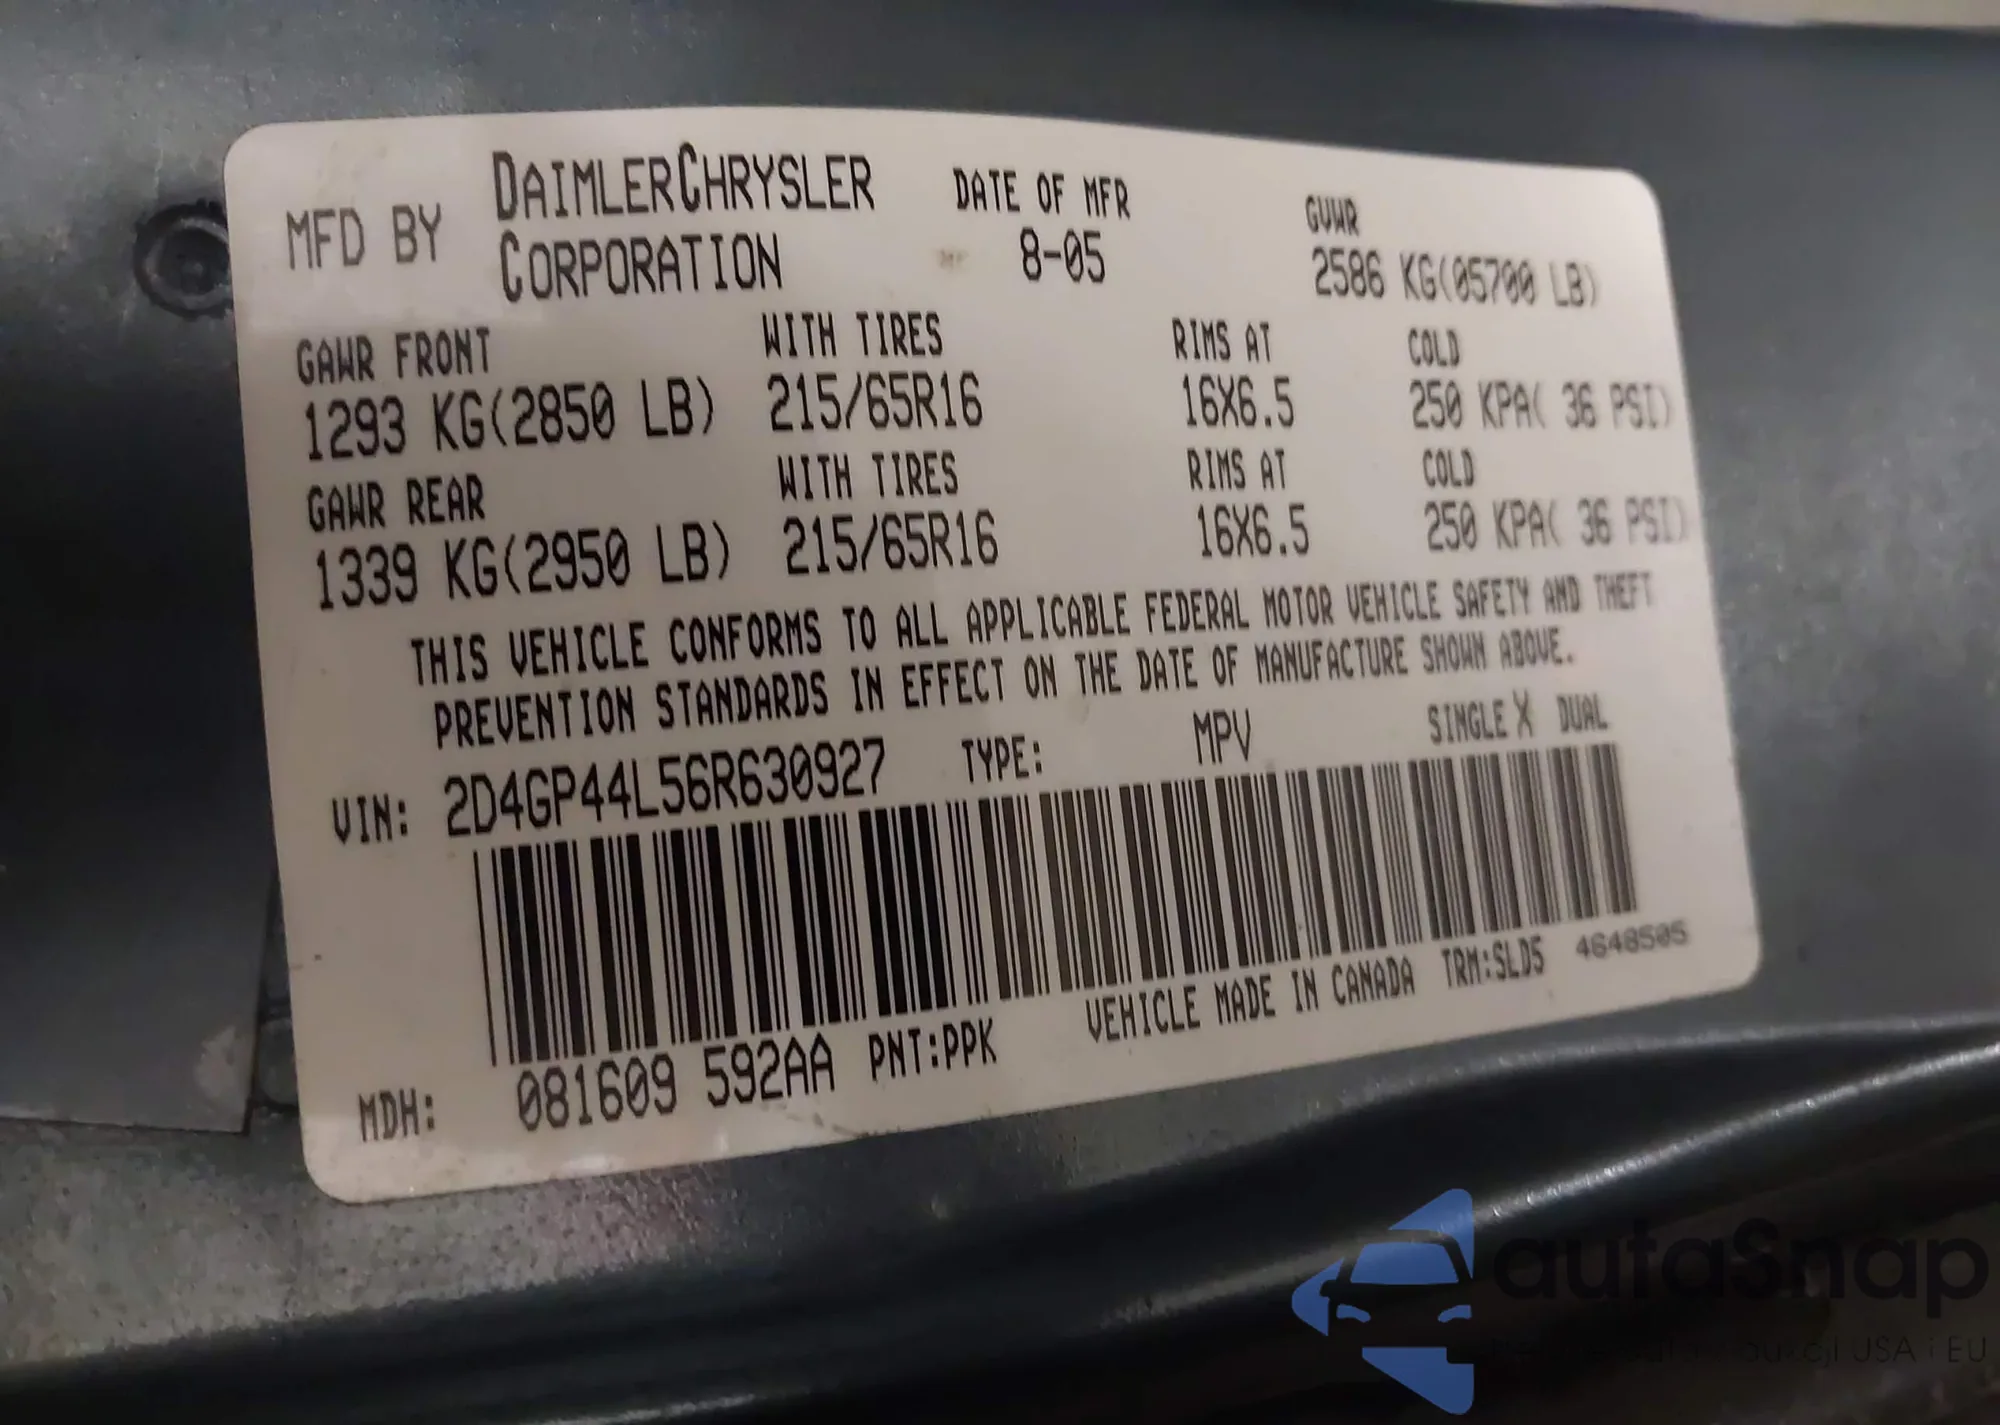 MFD BY DAIMLERCHRYSLER CORPORATION
DATE OF MFR
8-05
GVWR
2586 KG(05700 LB)
GAWR FRONT WITH TIRES RIMS AT COLD
1293 KG(2850 LB) 215/65R16 16X6.5 250 KPA( 36 PSI)
GAWR REAR WITH TIRES RIMS AT COLD
1339 KG(2950 LB) 215/65R16 16X6.5 250 KPA( 36 PSI)
THIS VEHICLE CONFORMS TO ALL APPLICABLE FEDERAL MOTOR VEHICLE SAFETY AND THEFT
PREVENTION STANDARDS IN EFFECT ON THE DATE OF MANUFACTURE SHOWN ABOVE.
VIN: 2D4GP44L56R630927 TYPE: MPV SINGLE X DUAL
MDH: 081609 592AA PNT:PPK VEHICLE MADE IN CANADA TRM:SLD5 4648505
autaSnap
USA i EU